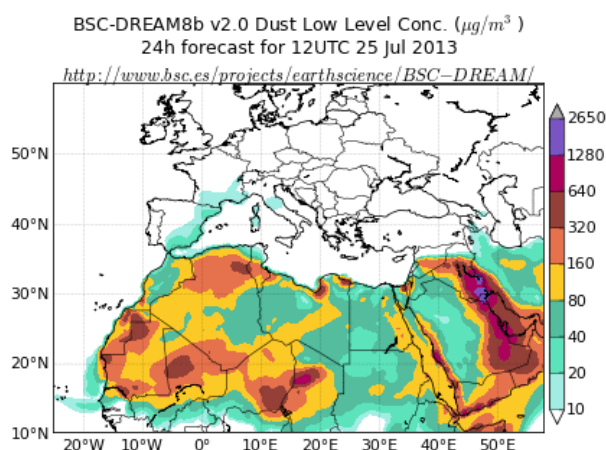 BSC-DREAM8b v2.0 Dust Low Level Conc. (μg/m³ )
24h forecast for 12UTC 25 Jul 2013
http://www.bsc.es/projects/earthscience/BSC−DREAM/
2650
1280
640
320
160
80
40
20
10
50°N
40°N
30°N
20°N
10°N
20°W 10°W 0° 10°E 20°E 30°E 40°E 50°E